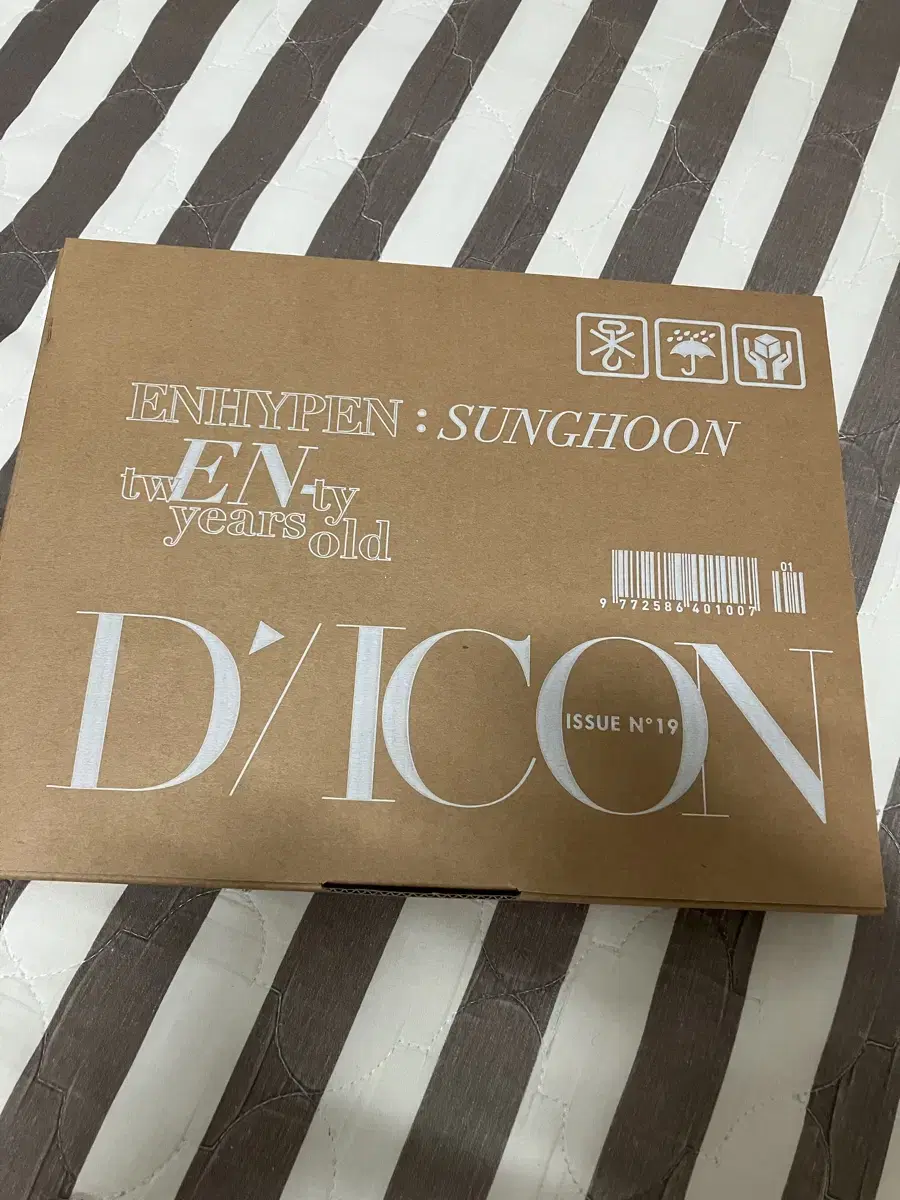 ENHYPEN : SUNGHOON
twEN-ty
years old
01
9 772586 401007
D'/ICON
ISSUE N°19